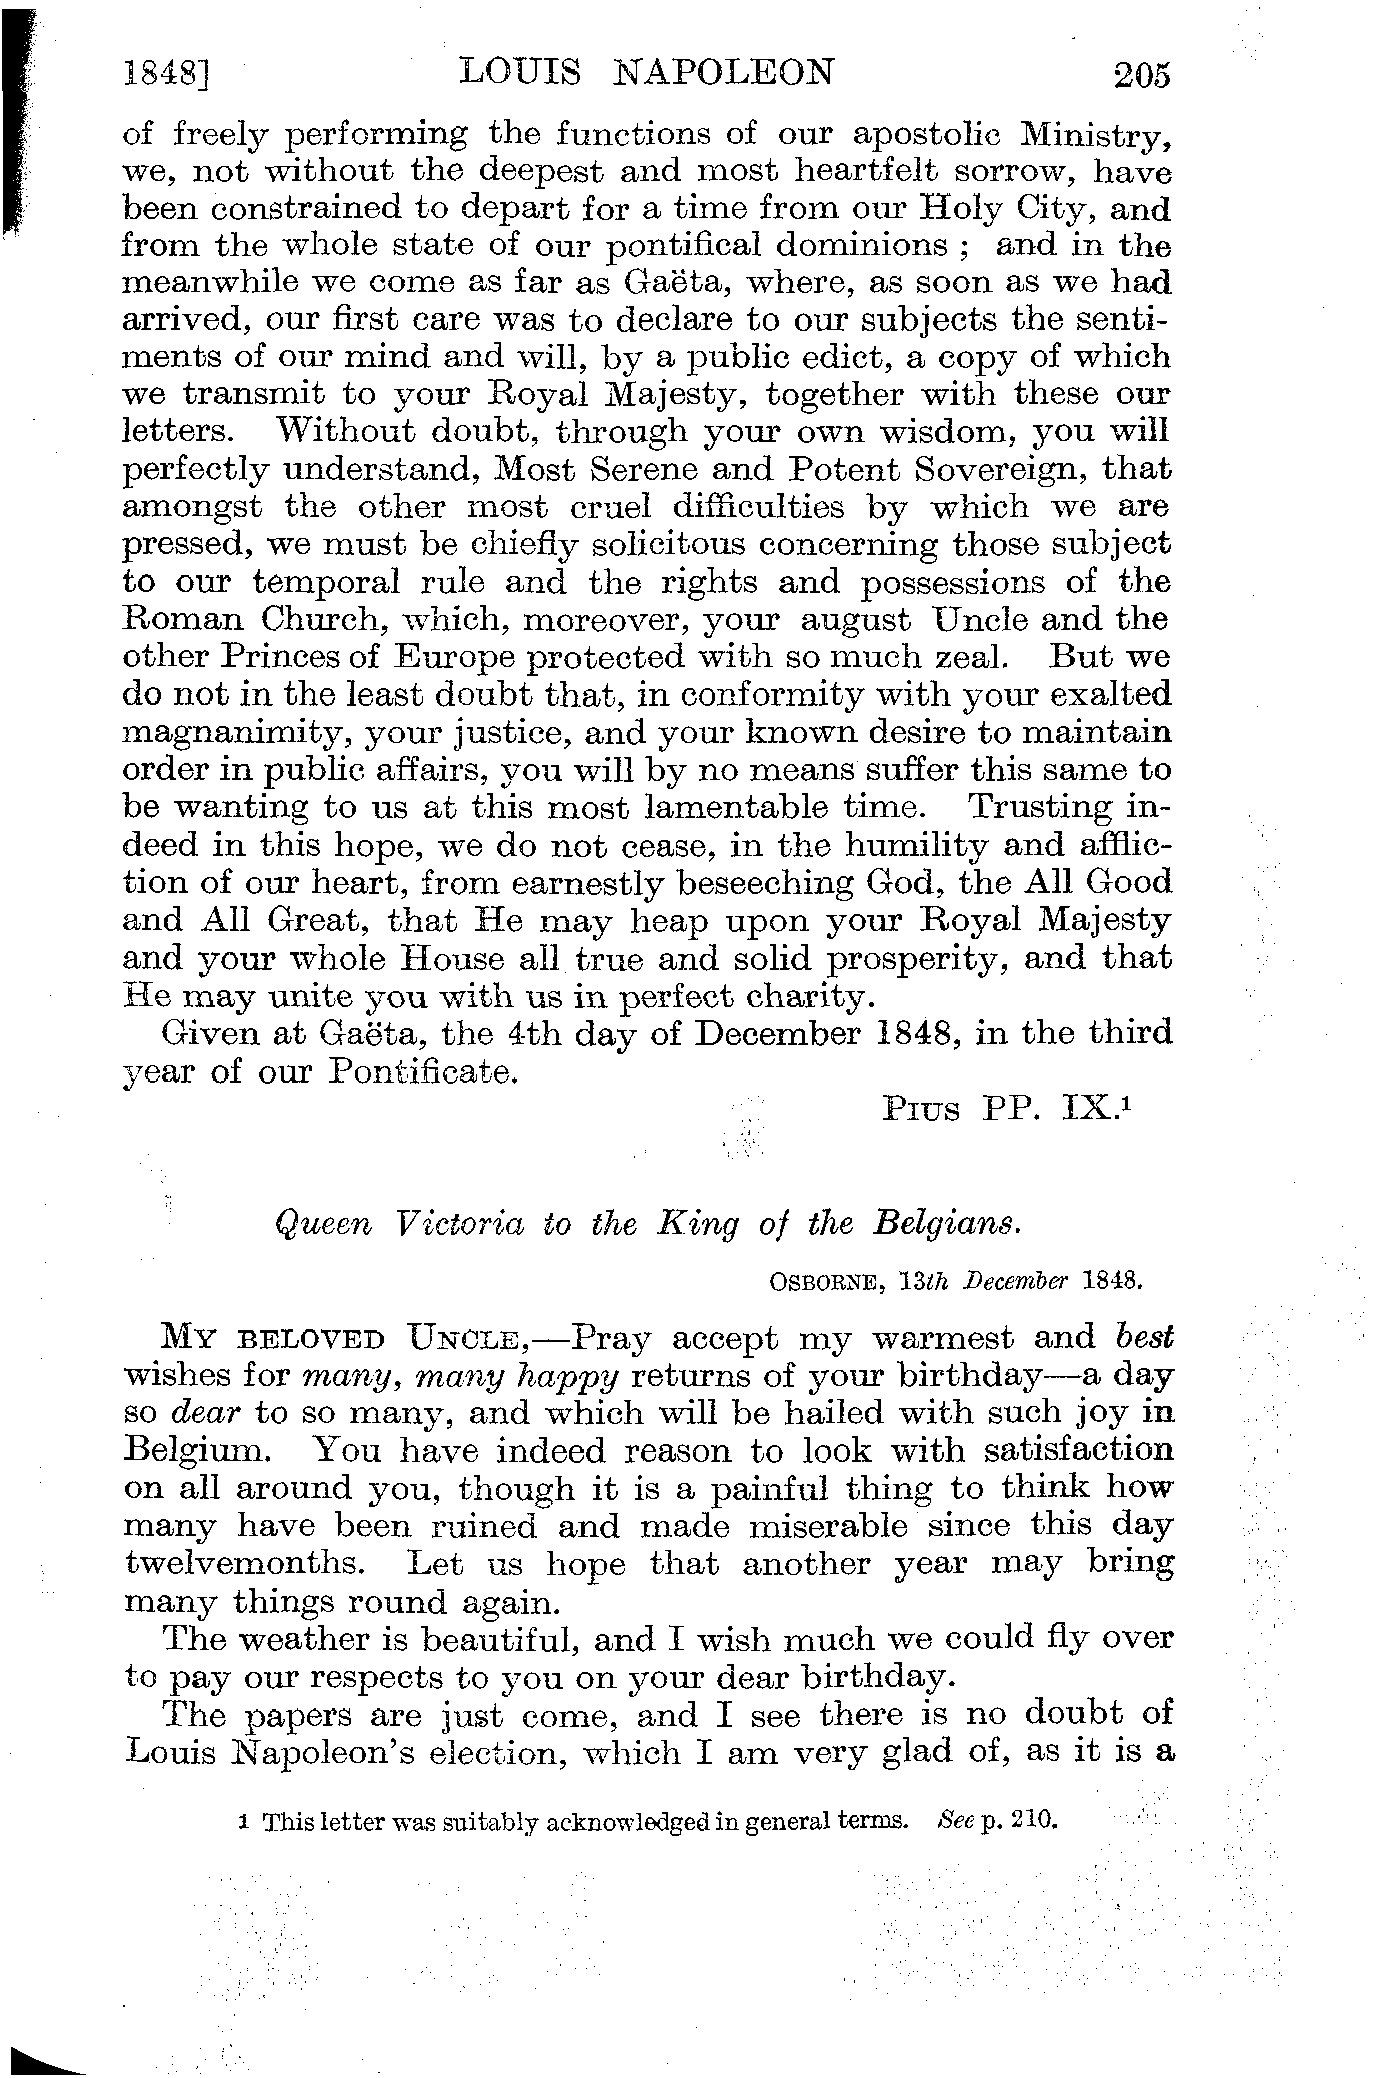 1848] LOUIS NAPOLEON 205
of freely performing the functions of our apostolic Ministry,
we, not without the deepest and most heartfelt sorrow, have
been constrained to depart for a time from our Holy City, and
from the whole state of our pontifical dominions ; and in the
meanwhile we come as far as Gaëta, where, as soon as we had
arrived, our first care was to declare to our subjects the senti-
ments of our mind and will, by a public edict, a copy of which
we transmit to your Royal Majesty, together with these our
letters. Without doubt, through your own wisdom, you will
perfectly understand, Most Serene and Potent Sovereign, that
amongst the other most cruel difficulties by which we are
pressed, we must be chiefly solicitous concerning those subject
to our temporal rule and the rights and possessions of the
Roman Church, which, moreover, your august Uncle and the
other Princes of Europe protected with so much zeal. But we
do not in the least doubt that, in conformity with your exalted
magnanimity, your justice, and your known desire to maintain
order in public affairs, you will by no means suffer this same to
be wanting to us at this most lamentable time. Trusting in-
deed in this hope, we do not cease, in the humility and afflic-
tion of our heart, from earnestly beseeching God, the All Good
and All Great, that He may heap upon your Royal Majesty
and your whole House all true and solid prosperity, and that
He may unite you with us in perfect charity.
Given at Gaëta, the 4th day of December 1848, in the third
year of our Pontificate.
PIUS PP. IX.¹
Queen Victoria to the King of the Belgians.
OSBORNE, 13th December 1848.
MY BELOVED UNCLE,—Pray accept my warmest and best
wishes for many, many happy returns of your birthday—a day
so dear to so many, and which will be hailed with such joy in
Belgium. You have indeed reason to look with satisfaction
on all around you, though it is a painful thing to think how
many have been ruined and made miserable since this day
twelvemonths. Let us hope that another year may bring
many things round again.
The weather is beautiful, and I wish much we could fly over
to pay our respects to you on your dear birthday.
The papers are just come, and I see there is no doubt of
Louis Napoleon's election, which I am very glad of, as it is a
1 This letter was suitably acknowledged in general terms. See p. 210.